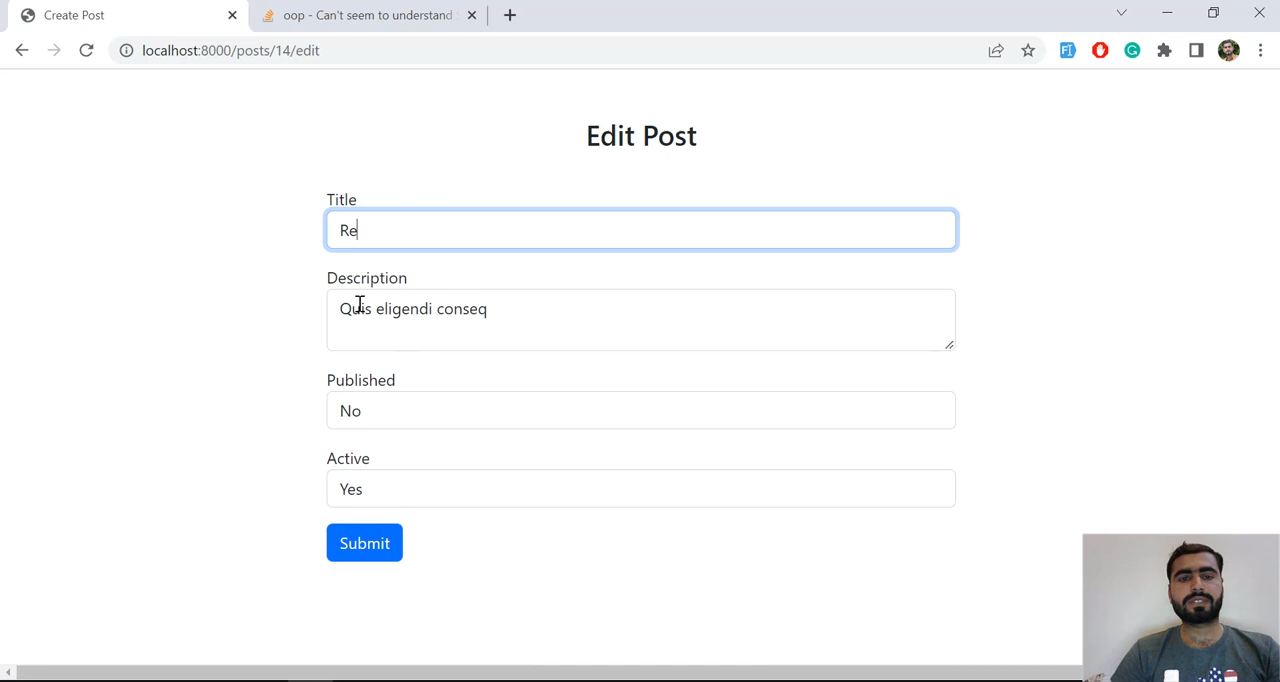 Create Post
oop - Can't seem to understand
localhost:8000/posts/14/edit
Edit Post
Title
Re
Description
Quis eligendi conseq
Published
No
Active
Yes
Submit